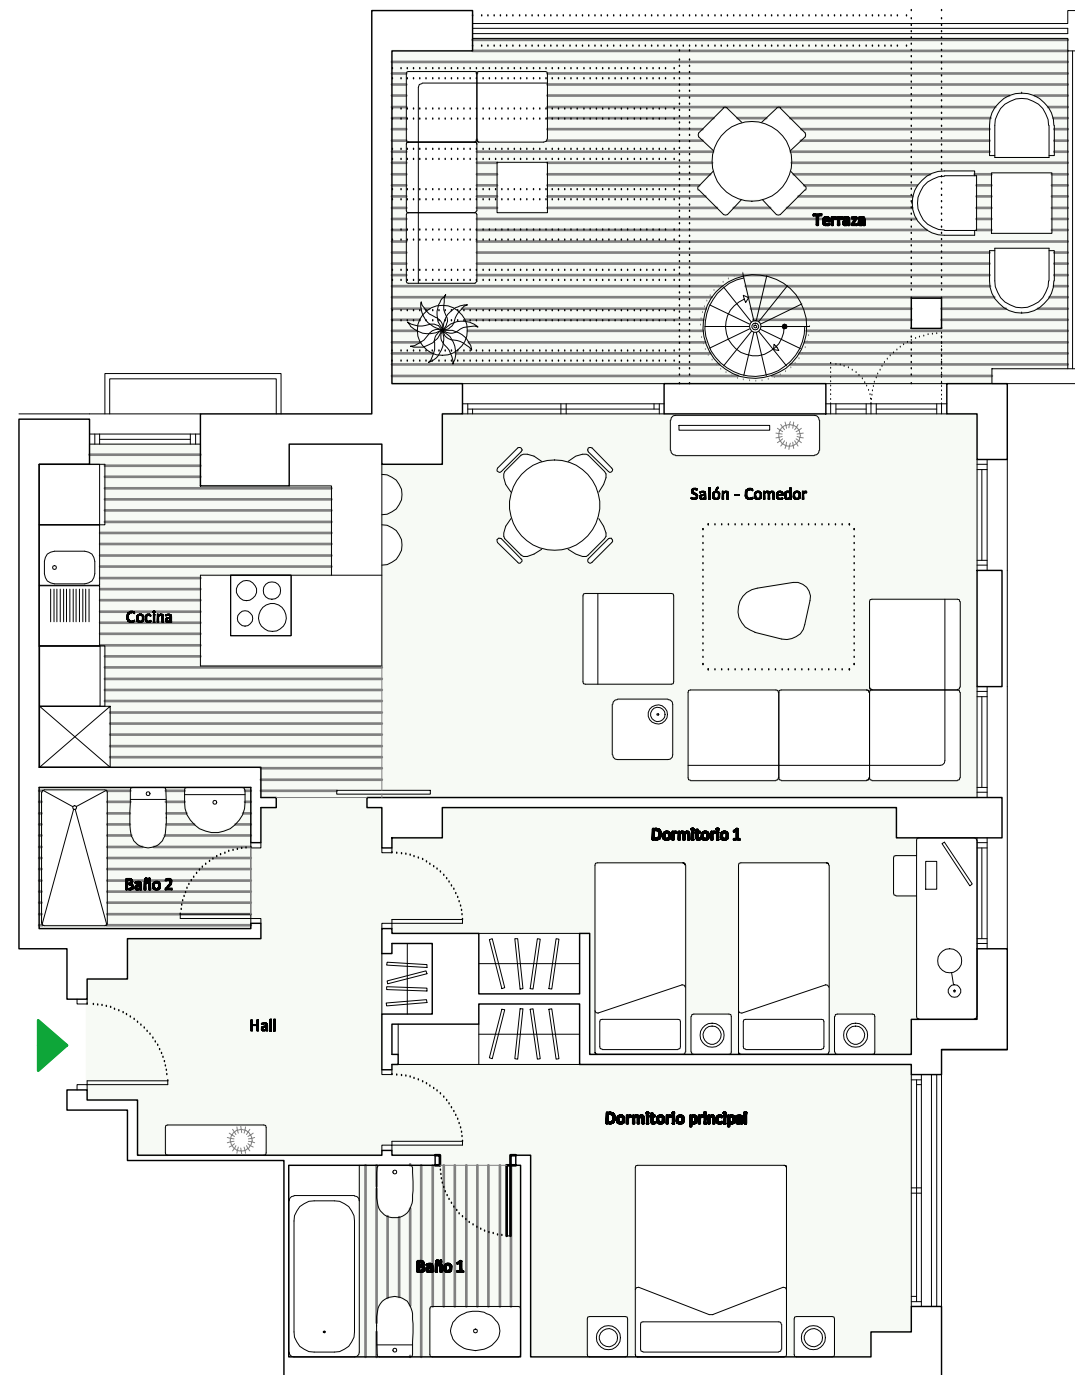 Terraza
Salón - Comedor
Cocina
Dormitorio 1
Baño 2
Hall
Dormitorio principal
Baño 1